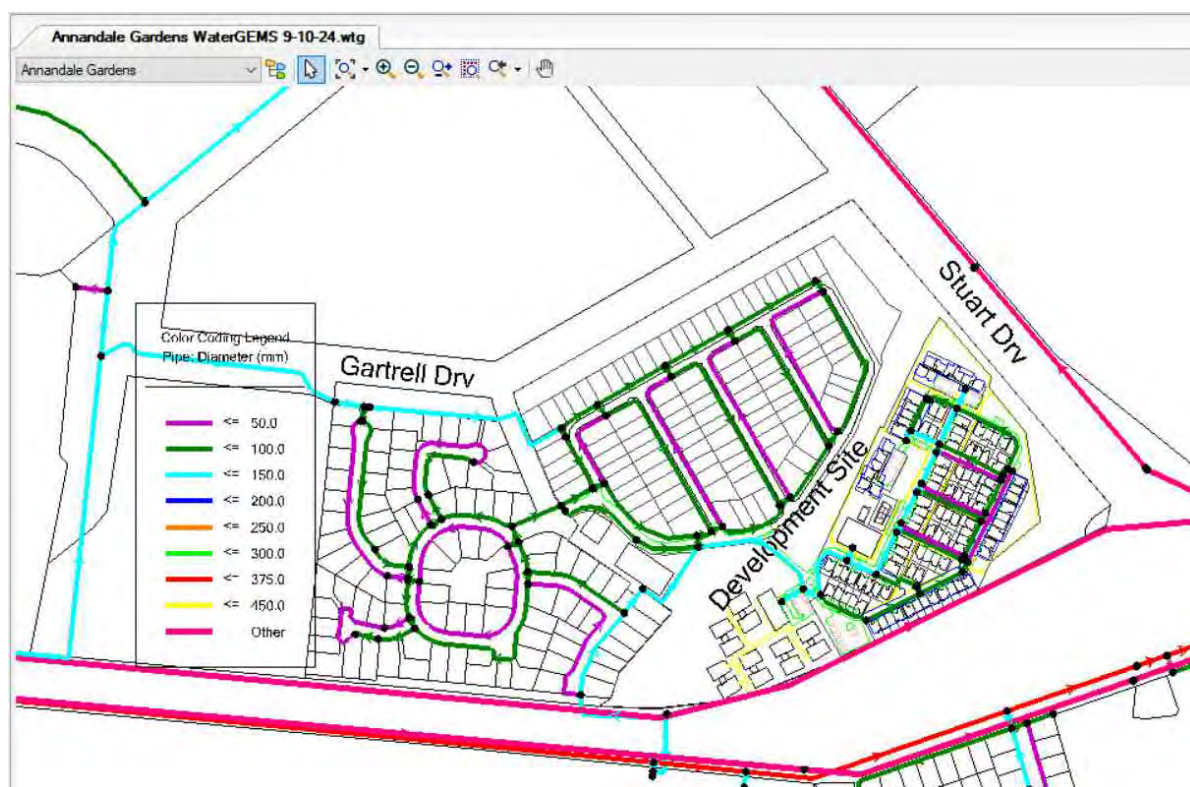 Annandale Gardens WaterGEMS 9-10-24.wtg
Annandale Gardens
Stuart Drv
Color Coding Legend
Pipe: Diameter (mm)
Gartrell Drv
<= 50.0
<= 100.0
<= 150.0
<= 200.0
<= 250.0
<= 300.0
<= 375.0
<= 450.0
Other
Development Site